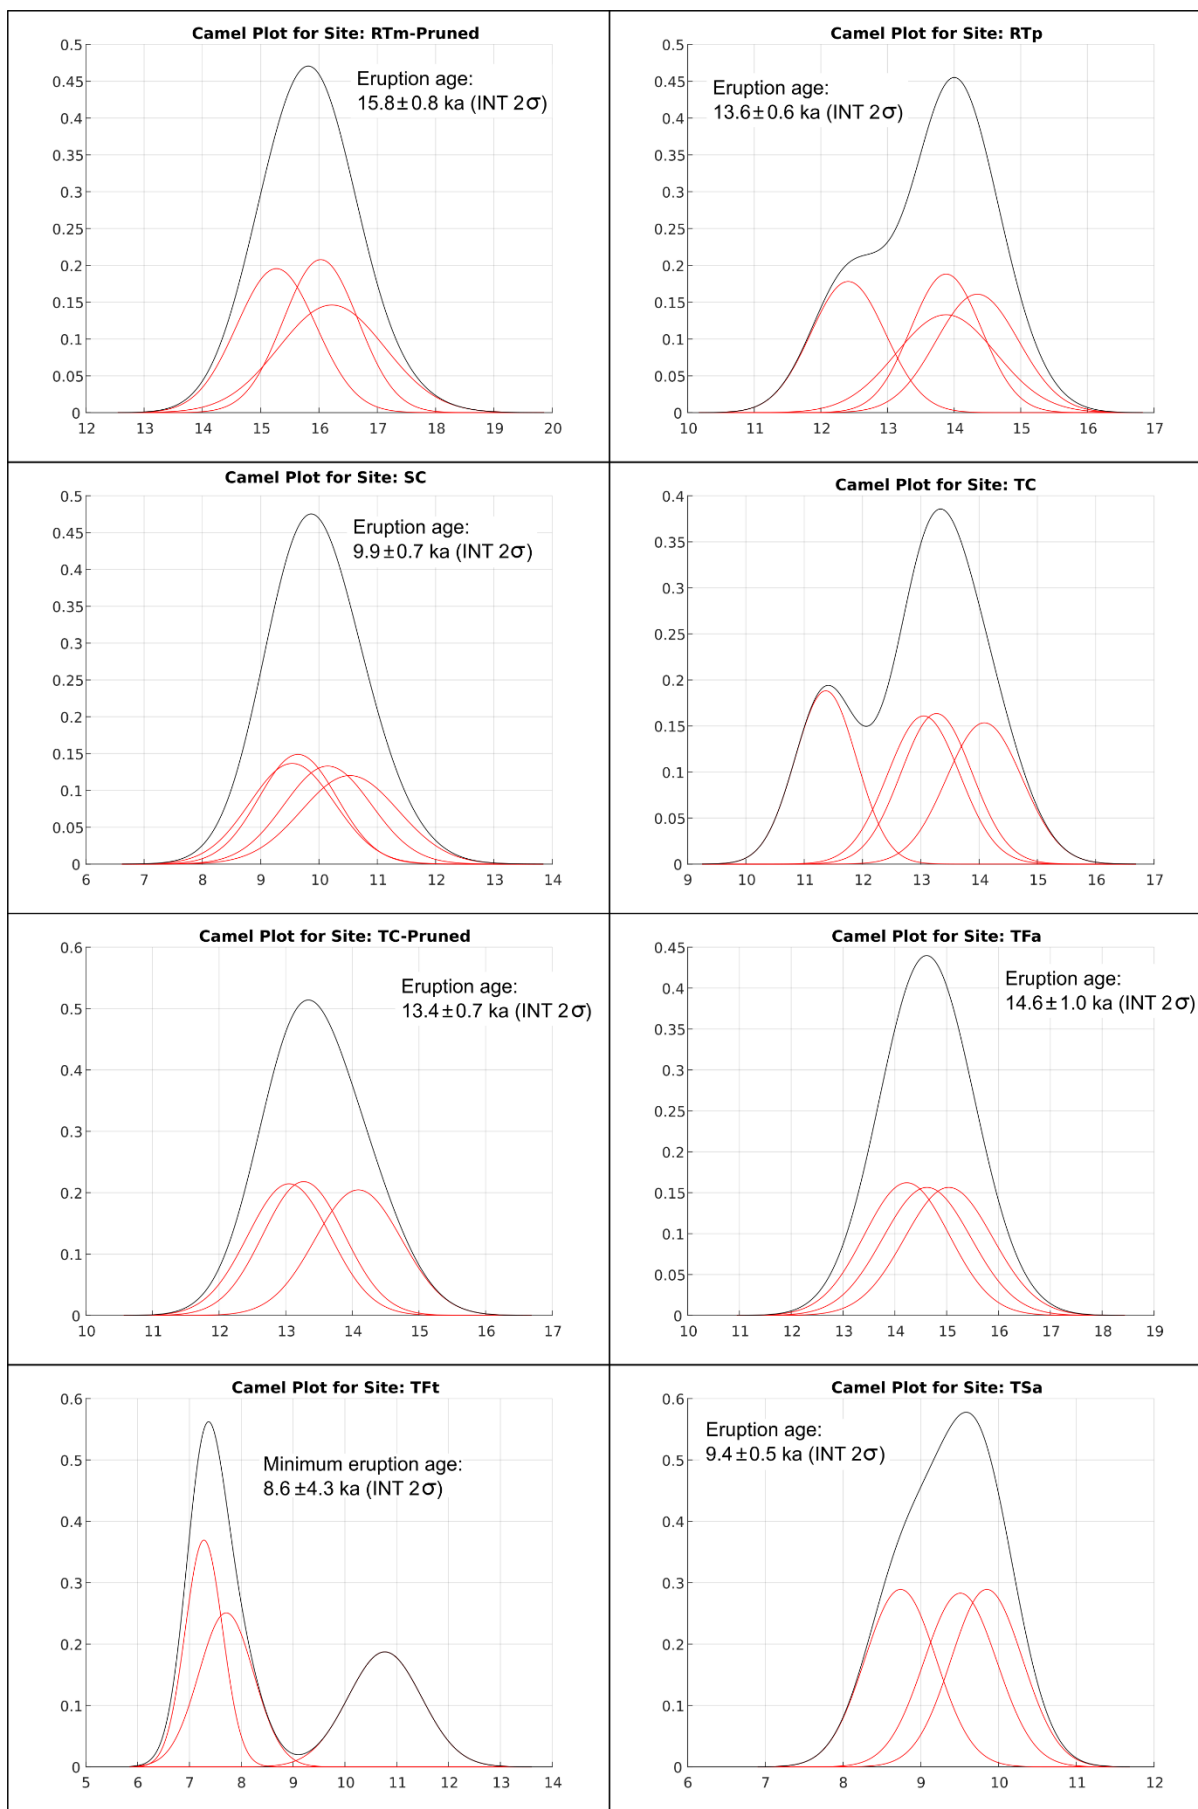 Camel Plot for Site: RTm-Pruned
Eruption age:
15.8±0.8 ka (INT 2σ)
0.5
0.45
0.4
0.35
0.3
0.25
0.2
0.15
0.1
0.05
0
12 13 14 15 16 17 18 19 20
Camel Plot for Site: RTp
Eruption age:
13.6±0.6 ka (INT 2σ)
0.5
0.45
0.4
0.35
0.3
0.25
0.2
0.15
0.1
0.05
0
10 11 12 13 14 15 16 17
Camel Plot for Site: SC
Eruption age:
9.9±0.7 ka (INT 2σ)
0.5
0.45
0.4
0.35
0.3
0.25
0.2
0.15
0.1
0.05
0
6 7 8 9 10 11 12 13 14
Camel Plot for Site: TC
0.4
0.35
0.3
0.25
0.2
0.15
0.1
0.05
0
9 10 11 12 13 14 15 16 17
Camel Plot for Site: TC-Pruned
Eruption age:
13.4±0.7 ka (INT 2σ)
0.6
0.5
0.4
0.3
0.2
0.1
0
10 11 12 13 14 15 16 17
Camel Plot for Site: TFa
Eruption age:
14.6±1.0 ka (INT 2σ)
0.45
0.4
0.35
0.3
0.25
0.2
0.15
0.1
0.05
0
10 11 12 13 14 15 16 17 18 19
Camel Plot for Site: TFt
Minimum eruption age:
8.6±4.3 ka (INT 2σ)
0.6
0.5
0.4
0.3
0.2
0.1
0
5 6 7 8 9 10 11 12 13 14
Camel Plot for Site: TSa
Eruption age:
9.4±0.5 ka (INT 2σ)
0.6
0.5
0.4
0.3
0.2
0.1
0
6 7 8 9 10 11 12